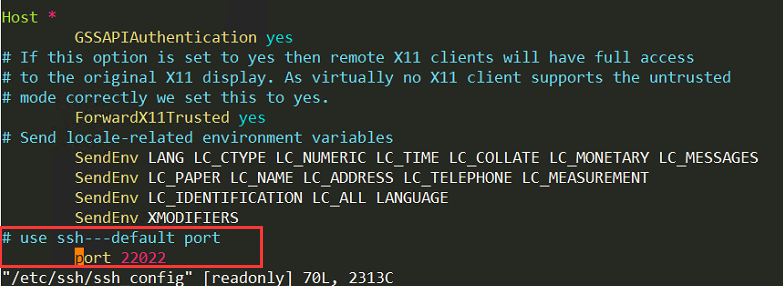 Host *
GSSAPIAuthentication yes
# If this option is set to yes then remote X11 clients will have full access
# to the original X11 display. As virtually no X11 client supports the untrusted
# mode correctly we set this to yes.
ForwardX11Trusted yes
# Send locale-related environment variables
SendEnv LANG LC_CTYPE LC_NUMERIC LC_TIME LC_COLLATE LC_MONETARY LC_MESSAGES
SendEnv LC_PAPER LC_NAME LC_ADDRESS LC_TELEPHONE LC_MEASUREMENT
SendEnv LC_IDENTIFICATION LC_ALL LANGUAGE
SendEnv XMODIFIERS
# use ssh---default port
port 22022
"/etc/ssh/ssh_config" [readonly] 70L, 2313C